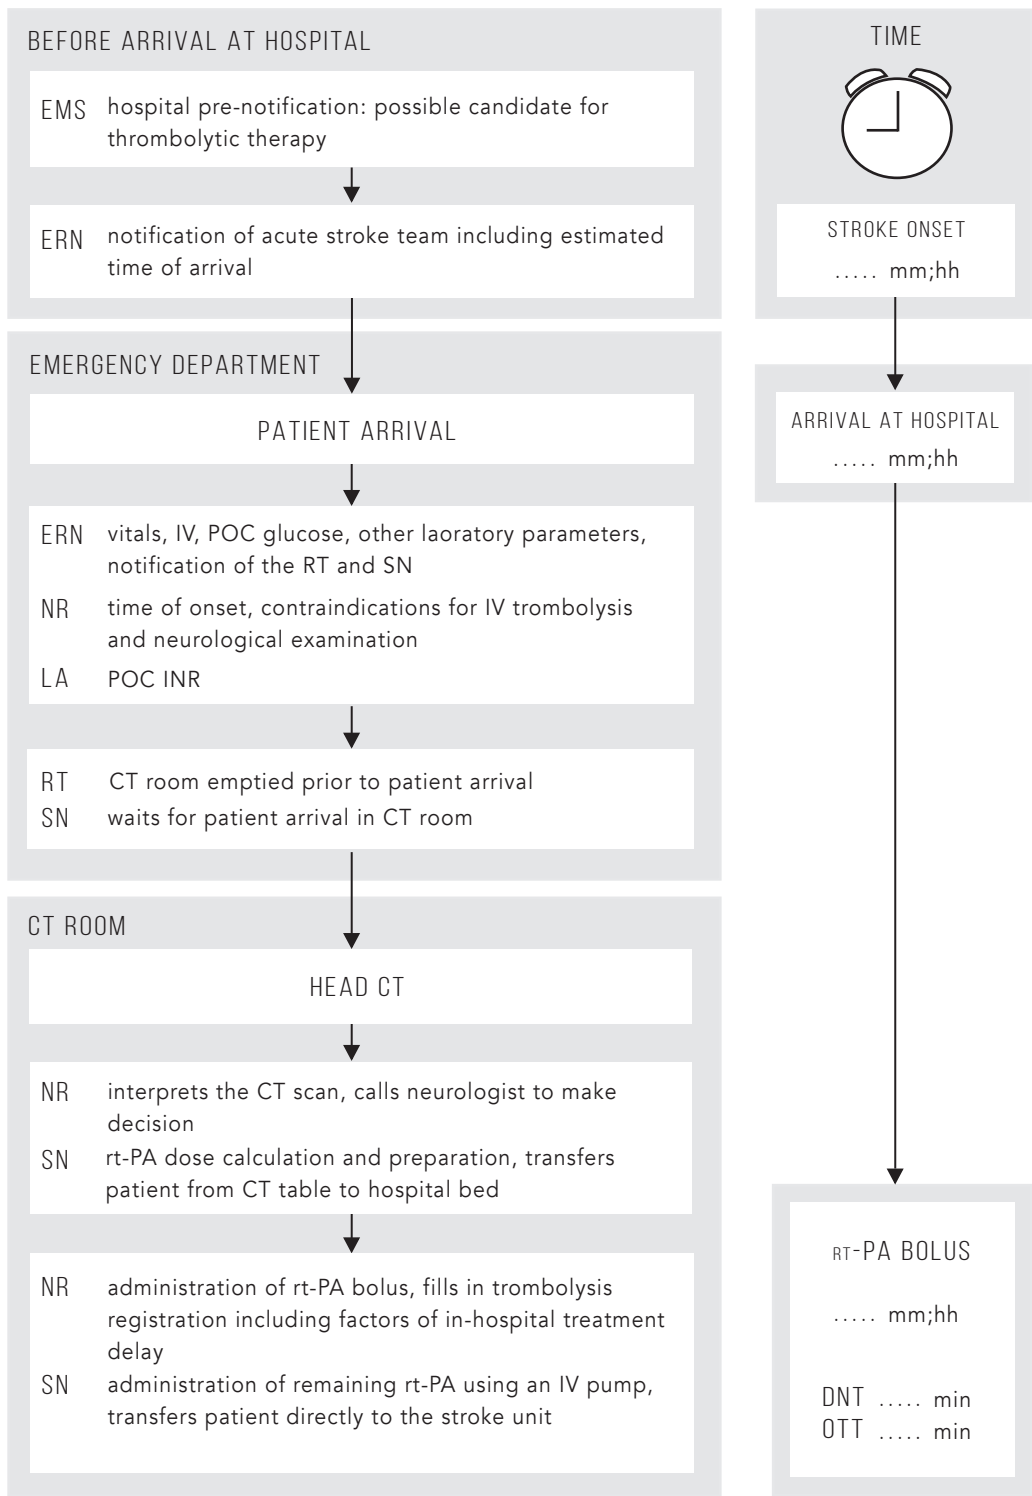 BEFORE ARRIVAL AT HOSPITAL
EMS hospital pre-notification: possible candidate for
thrombolytic therapy
ERN notification of acute stroke team including estimated
time of arrival
EMERGENCY DEPARTMENT
PATIENT ARRIVAL
ERN vitals, IV, POC glucose, other laoratory parameters,
notification of the RT and SN
NR time of onset, contraindications for IV trombolysis
and neurological examination
LA POC INR
RT CT room emptied prior to patient arrival
SN waits for patient arrival in CT room
CT ROOM
HEAD CT
NR interprets the CT scan, calls neurologist to make
decision
SN rt-PA dose calculation and preparation, transfers
patient from CT table to hospital bed
NR administration of rt-PA bolus, fills in trombolysis
registration including factors of in-hospital treatment
delay
SN administration of remaining rt-PA using an IV pump,
transfers patient directly to the stroke unit
TIME
STROKE ONSET
..... mm;hh
ARRIVAL AT HOSPITAL
..... mm;hh
RT-PA BOLUS
..... mm;hh
DNT ..... min
OTT ..... min